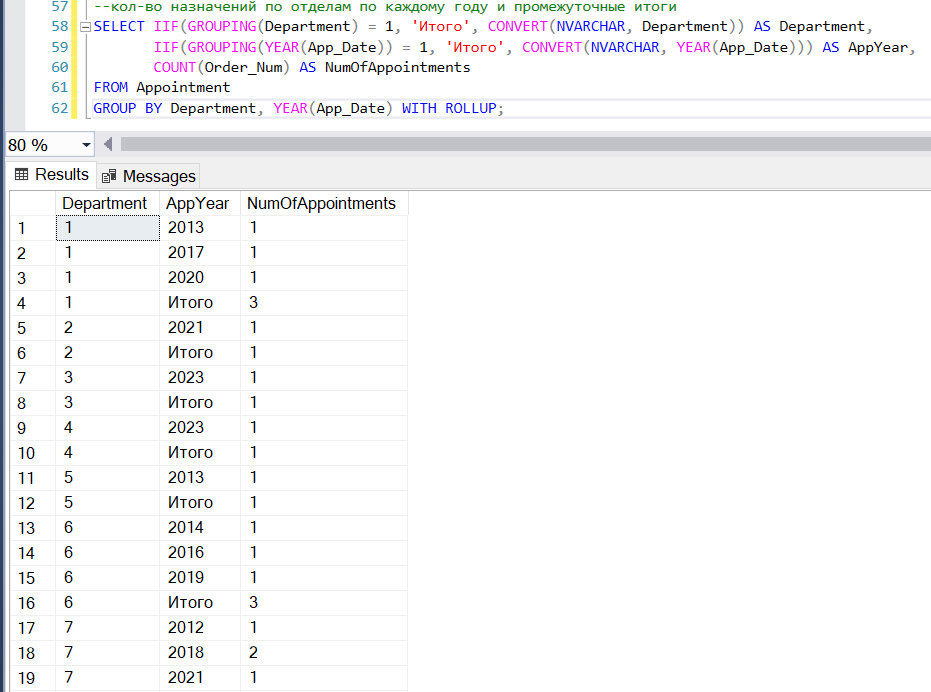 57 --кол-во назначений по отделам по каждому году и промежуточные итоги
58 SELECT IIF(GROUPING(Department) = 1, 'Итого', CONVERT(NVARCHAR, Department)) AS Department,
59 IIF(GROUPING(YEAR(App_Date)) = 1, 'Итого', CONVERT(NVARCHAR, YEAR(App_Date))) AS AppYear,
60 COUNT(Order_Num) AS NumOfAppointments
61 FROM Appointment
62 GROUP BY Department, YEAR(App_Date) WITH ROLLUP;
80 %
Results Messages
Department AppYear NumOfAppointments
1 1 2013 1
2 1 2017 1
3 1 2020 1
4 1 Итого 3
5 2 2021 1
6 2 Итого 1
7 3 2023 1
8 3 Итого 1
9 4 2023 1
10 4 Итого 1
11 5 2013 1
12 5 Итого 1
13 6 2014 1
14 6 2016 1
15 6 2019 1
16 6 Итого 3
17 7 2012 1
18 7 2018 2
19 7 2021 1